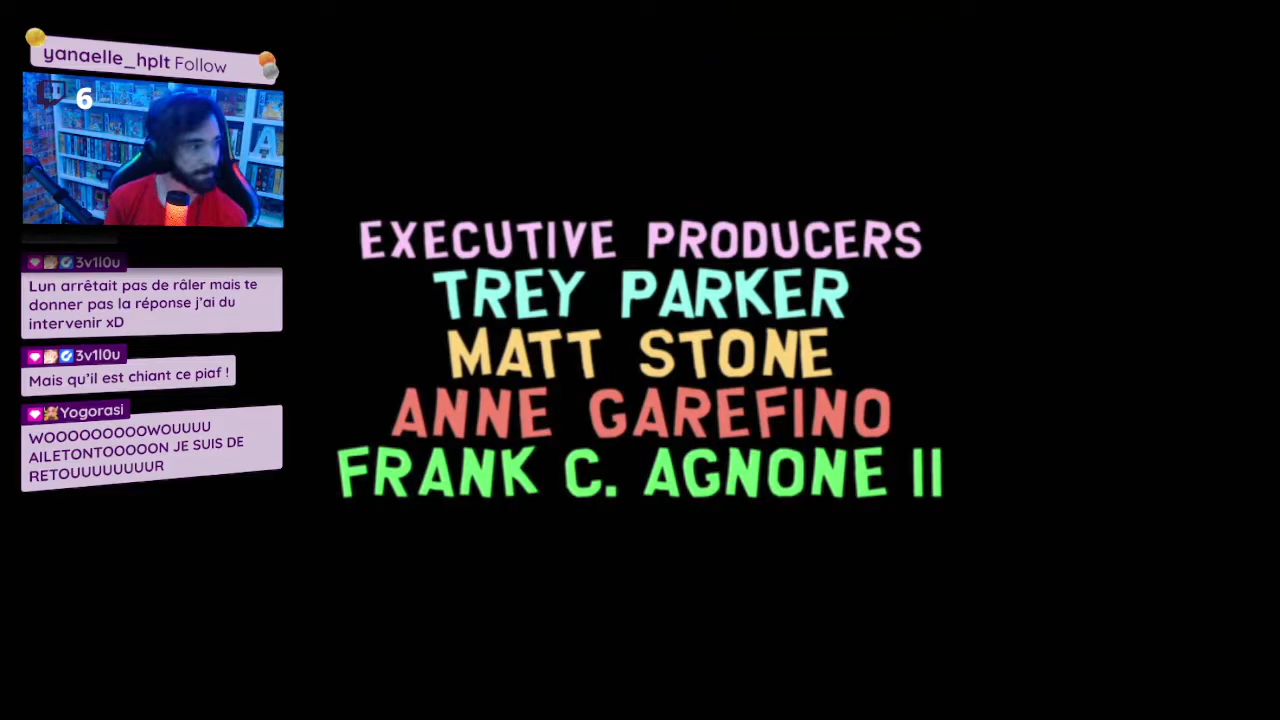 yanaelle_hplt Follow
6
3v1l0u
Lun arrêtait pas de râler mais te
donner pas la réponse j'ai du
intervenir xD
3v1l0u
Mais qu'il est chiant ce piaf !
Yogorasi
WOOOOOOOOOWOUUUU
AILETONTOOOOON JE SUIS DE
RETOUUUUUUUUR
EXECUTIVE PRODUCERS
TREY PARKER
MATT STONE
ANNE GAREFINO
FRANK C. AGNONE II